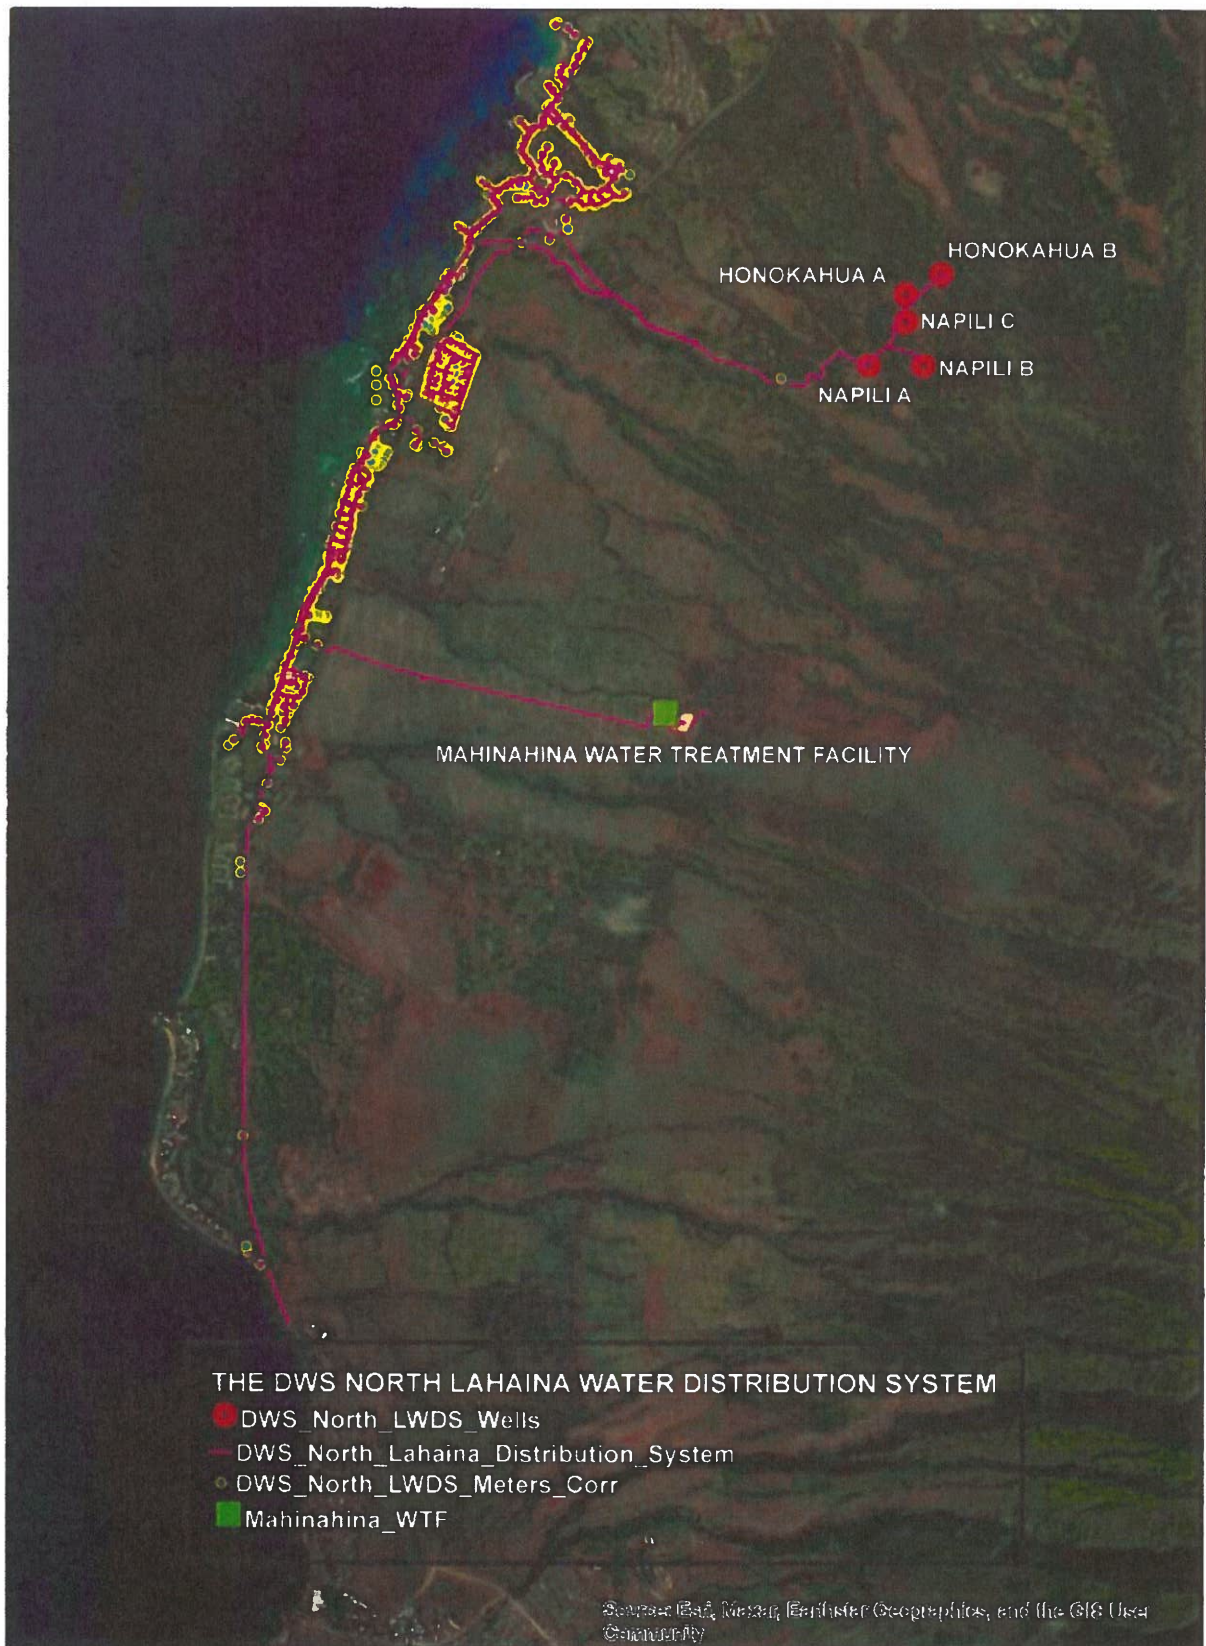 HONOKAHUA B
HONOKAHUA A
NAPILI C
NAPILI B
NAPILI A
MAHINAHINA WATER TREATMENT FACILITY
THE DWS NORTH LAHAINA WATER DISTRIBUTION SYSTEM
DWS_North_LWDS_Wells
DWS_North_Lahaina_Distribution_System
DWS_North_LWDS_Meters_Corr
Mahinahina_WTF
Source: Esri, Maxar, Earthstar Geographics, and the GIS User
Community